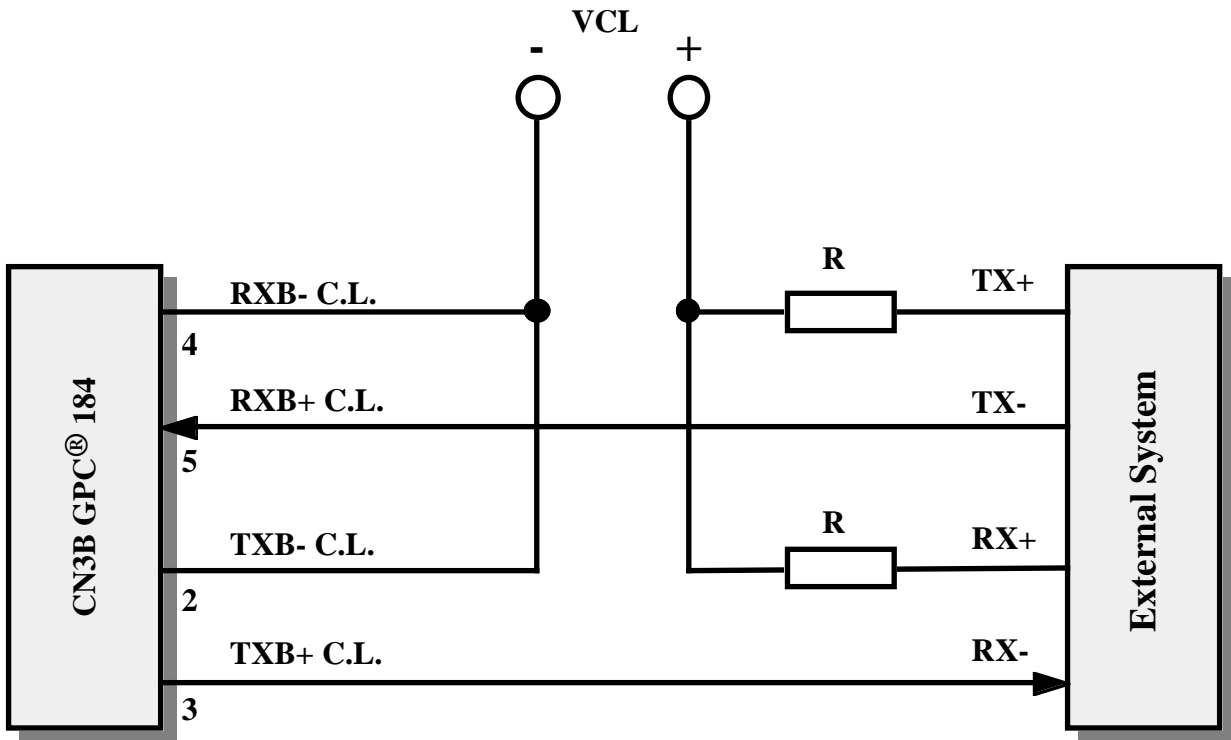 VCL
- +
R
TX+
RXB- C.L.
4
RXB+ C.L.
TX-
5
R
RX+
TXB- C.L.
2
TXB+ C.L.
RX-
3
CN3B GPC® 184
External System